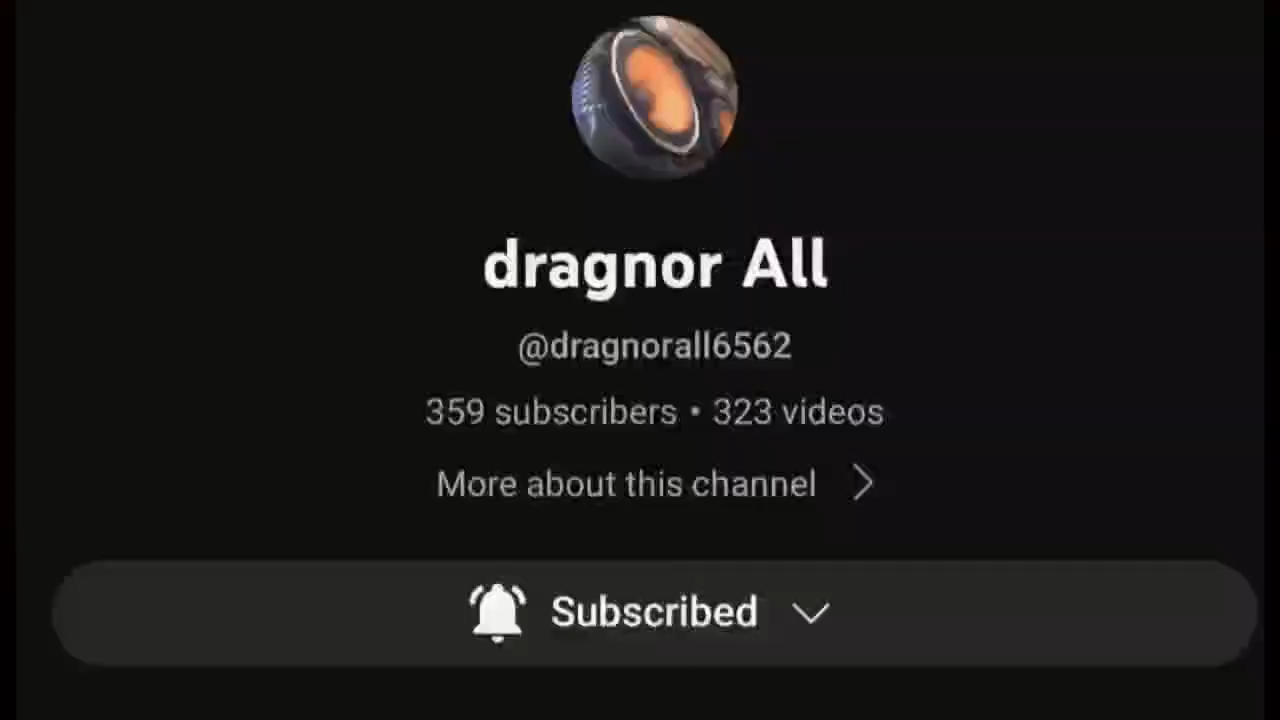 dragnor All
@dragnorall6562
359 subscribers • 323 videos
More about this channel
Subscribed